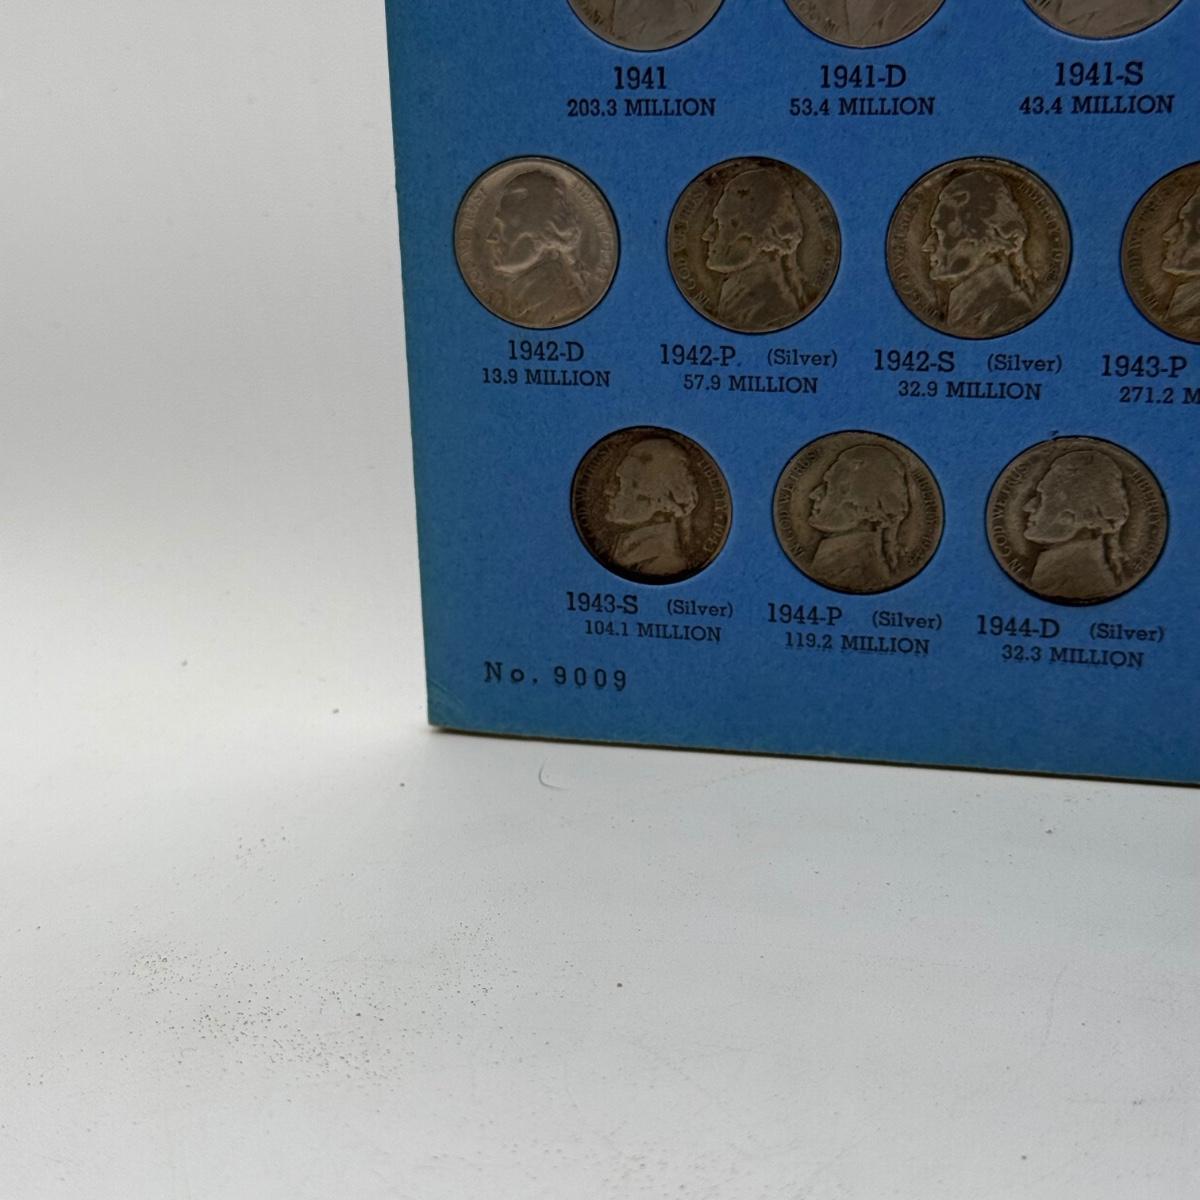 1941 1941-D 1941-S
203.3 MILLION 53.4 MILLION 43.4 MILLION
1942-D 1942-P. (Silver) 1942-S (Silver) 1943-P
13.9 MILLION 57.9 MILLION 32.9 MILLION 271.2 M
1943-S (Silver) 1944-P (Silver) 1944-D (Silver)
104.1 MILLION 119.2 MILLION 32.3 MILLION
No. 9009